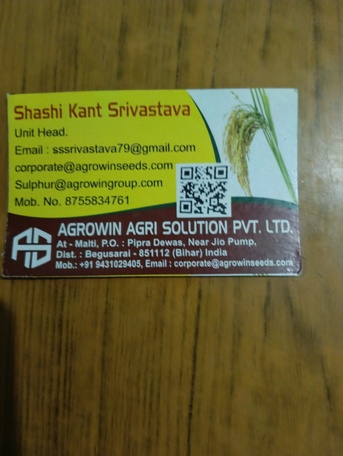 Shashi Kant Srivastava
Unit Head.
Email : sssrivastava79@gmail.com
corporate@agrowinseeds.com
Sulphur@agrowingroup.com
Mob. No. 8755834761
AGROWIN AGRI SOLUTION PVT. LTD.
At - Malti, P.O. : Pipra Dewas, Near Jio Pump,
Dist. : Begusarai - 851112 (Bihar) India
Mob.: +91 9431029405, Email : corporate@agrowinseeds.com